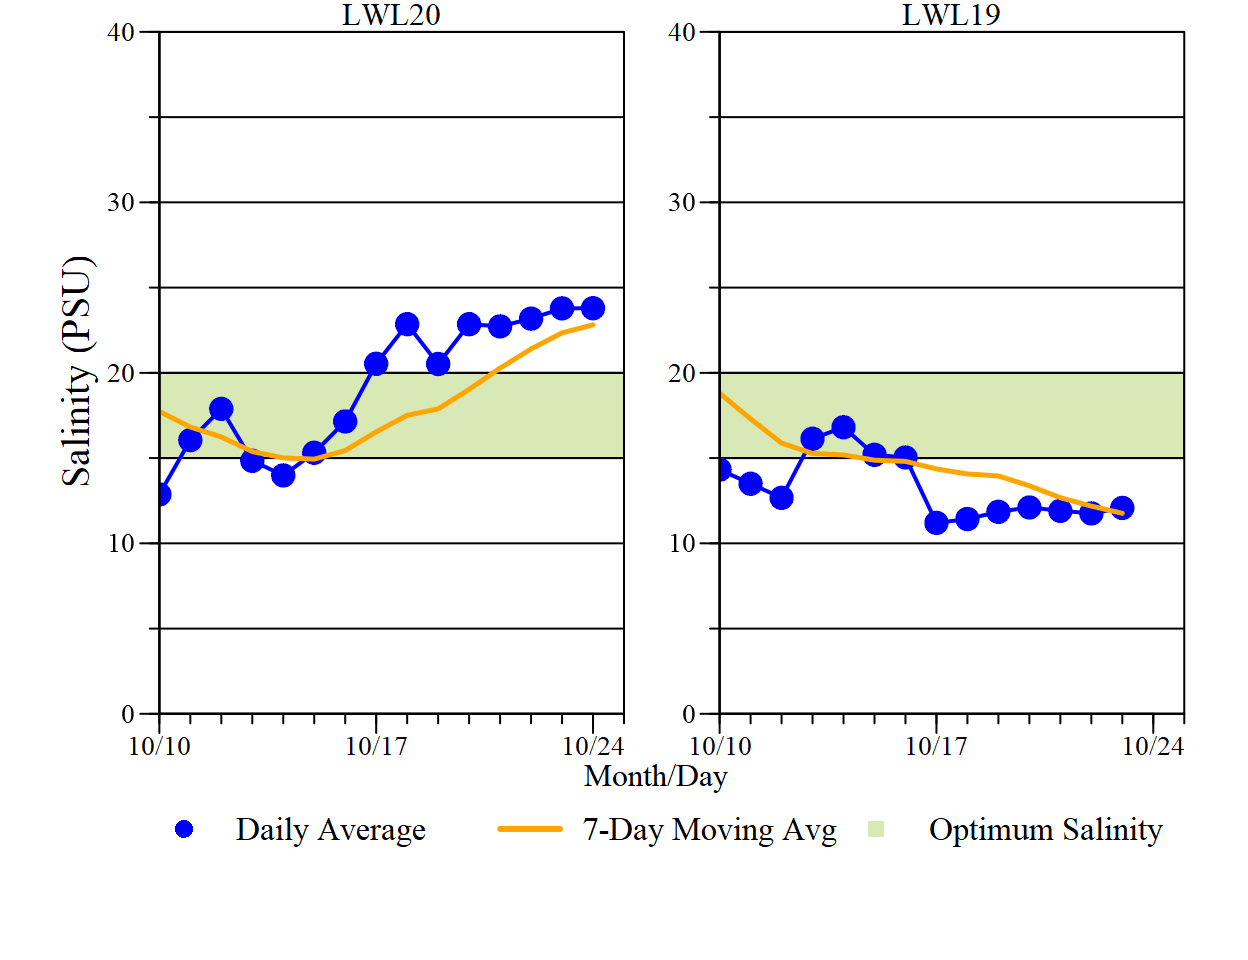 LWL20 LWL19
40 40
30 30
Salinity (PSU)
20 20
10 10
0 0
10/10 10/17 10/24 10/10 10/17 10/24
Month/Day
Daily Average 7-Day Moving Avg Optimum Salinity